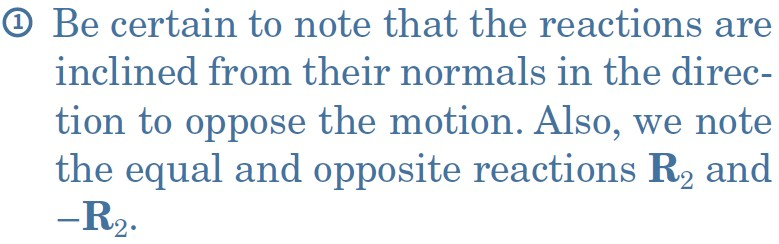 ① Be certain to note that the reactions are
inclined from their normals in the direc-
tion to oppose the motion. Also, we note
the equal and opposite reactions R₂ and
−R₂.